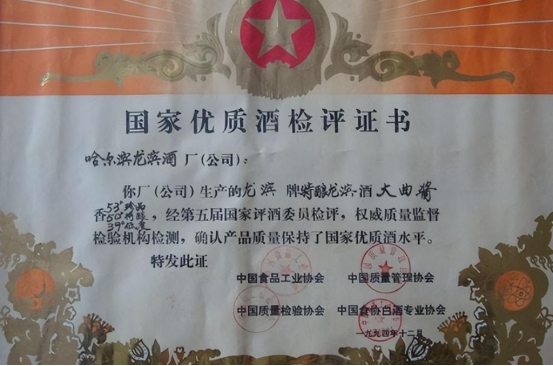 国家优质酒检评证书
哈尔滨龙滨酒厂(公司)：
你厂(公司)生产的龙滨牌特酿龙滨酒大曲酱
53°珍品
香50°特酿，经第五届国家评酒委员检评，权威质量监督
39°低度
检验机构检测，确认产品质量保持了国家优质酒水平。
特发此证
中国食品工业协会 中国质量管理协会
中国质量检验协会 中国食协白酒专业协会
一九九四年十二月